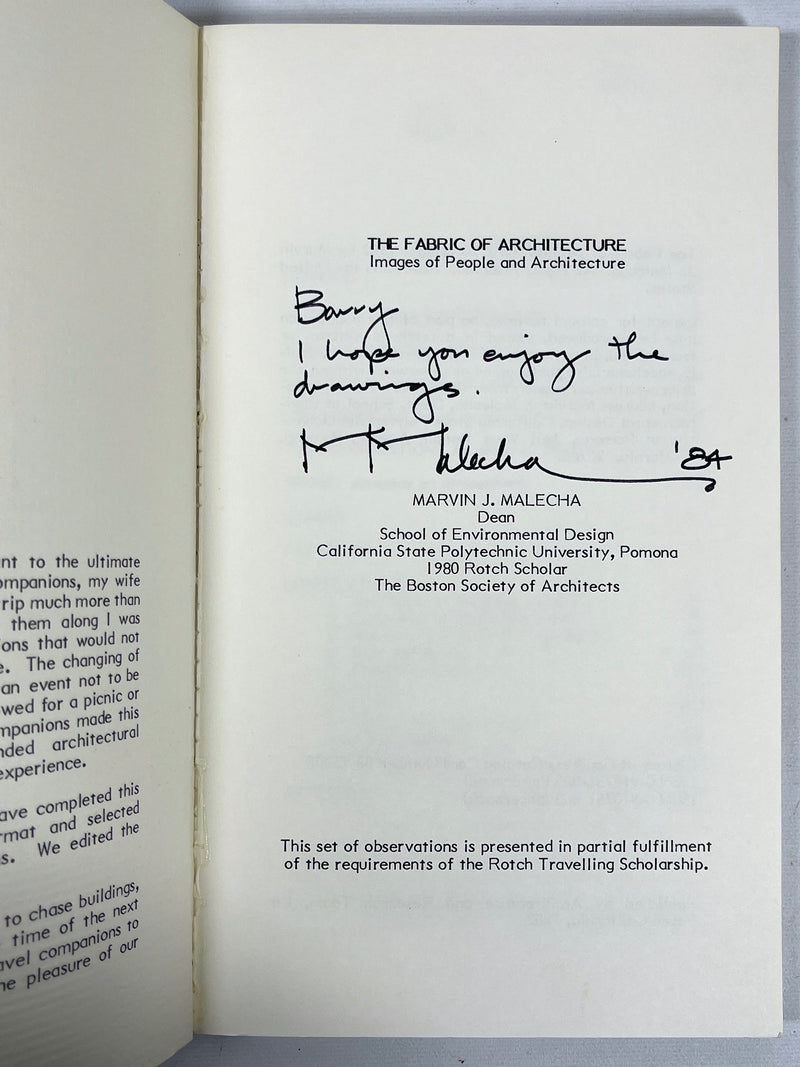 nt to the ultimate
ompanions, my wife
rip much more than
them along I was
ons that would not
e. The changing of
an event not to be
wed for a picnic or
mpanions made this
nded architectural
experience.
ave completed this
rmat and selected
s. We edited the
to chase buildings,
time of the next
avel companions to
he pleasure of our
THE FABRIC OF ARCHITECTURE
Images of People and Architecture
Barry
I hope you enjoy the
drawings.
Malecha '84
MARVIN J. MALECHA
Dean
School of Environmental Design
California State Polytechnic University, Pomona
1980 Rotch Scholar
The Boston Society of Architects
This set of observations is presented in partial fulfillment
of the requirements of the Rotch Travelling Scholarship.